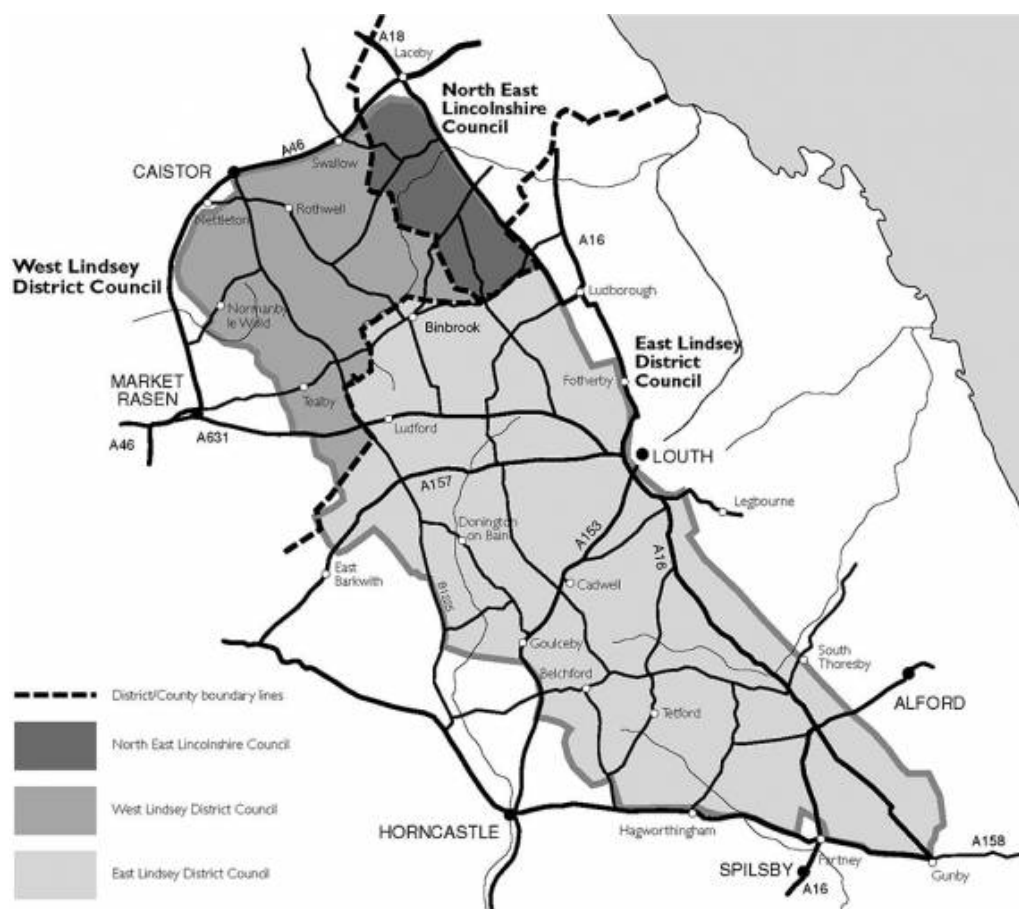 A18
Laceby
North East
Lincolnshire
Council
A46
Swallow
CAISTOR
Nettleton
Rothwell
A16
West Lindsey
District Council
Normanby
le Wold
Ludborough
Binbrook
East Lindsey
District
Council
Fotherby
MARKET
RASEN
Tealby
Ludford
A46
A631
LOUTH
A157
Legbourne
Donington
on Bain
A153
A16
East
Barkwith
Cadwell
B1225
Goulceby
South
Thoresby
Belchford
ALFORD
Tetford
District/County boundary lines
North East Lincolnshire Council
West Lindsey District Council
East Lindsey District Council
HORNCASTLE
Hagworthingham
Partney
A158
SPILSBY
Gunby
A16